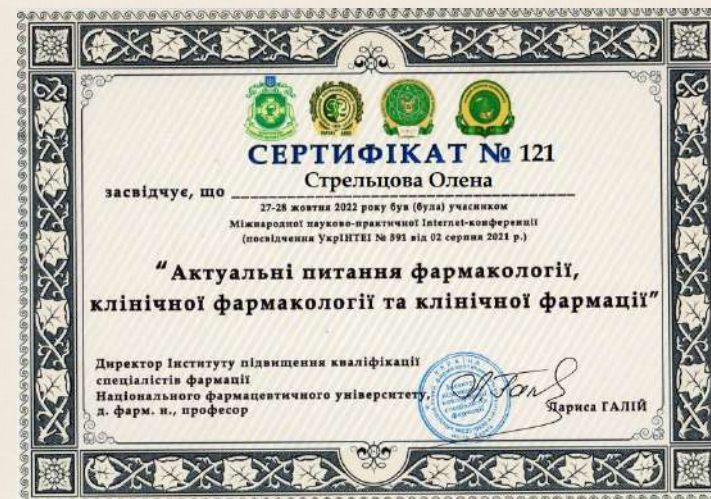 СЕРТИФІКАТ № 121
засвідчує, що Стрельцова Олена
27-28 жовтня 2022 року був (була) учасником
Міжнародної науково-практичної Internet-конференції
(посвідчення УкрІНТЕІ № 591 від 02 серпня 2021 р.)
“Актуальні питання фармакології,
клінічної фармакології та клінічної фармації”
Директор Інституту підвищення кваліфікації
спеціалістів фармації
Національного фармацевтичного університету,
д. фарм. н., професор
Лариса ГАЛІЙ